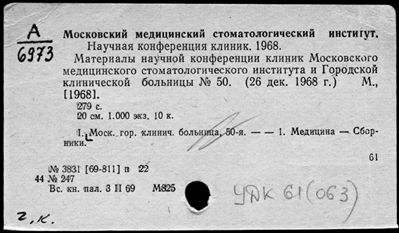 А
6973
Московский медицинский стоматологический институт.
Научная конференция клиник. 1968.
Материалы научной конференции клиник Московского
медицинского стоматологического института и Городской
клинической больницы № 50. (26 дек. 1968 г.) М.,
[1968].
279 с.
20 см. 1.000 экз. 10 к.
I. Моск. гор. клинич. больница, 50-я. — — 1. Медицина — Сбор-
ники.
61
№ 3831 [69-811] п 22
44 № 247
Вс. кн. пал. 3 II 69 М825
УДК 61(063)
г. к.